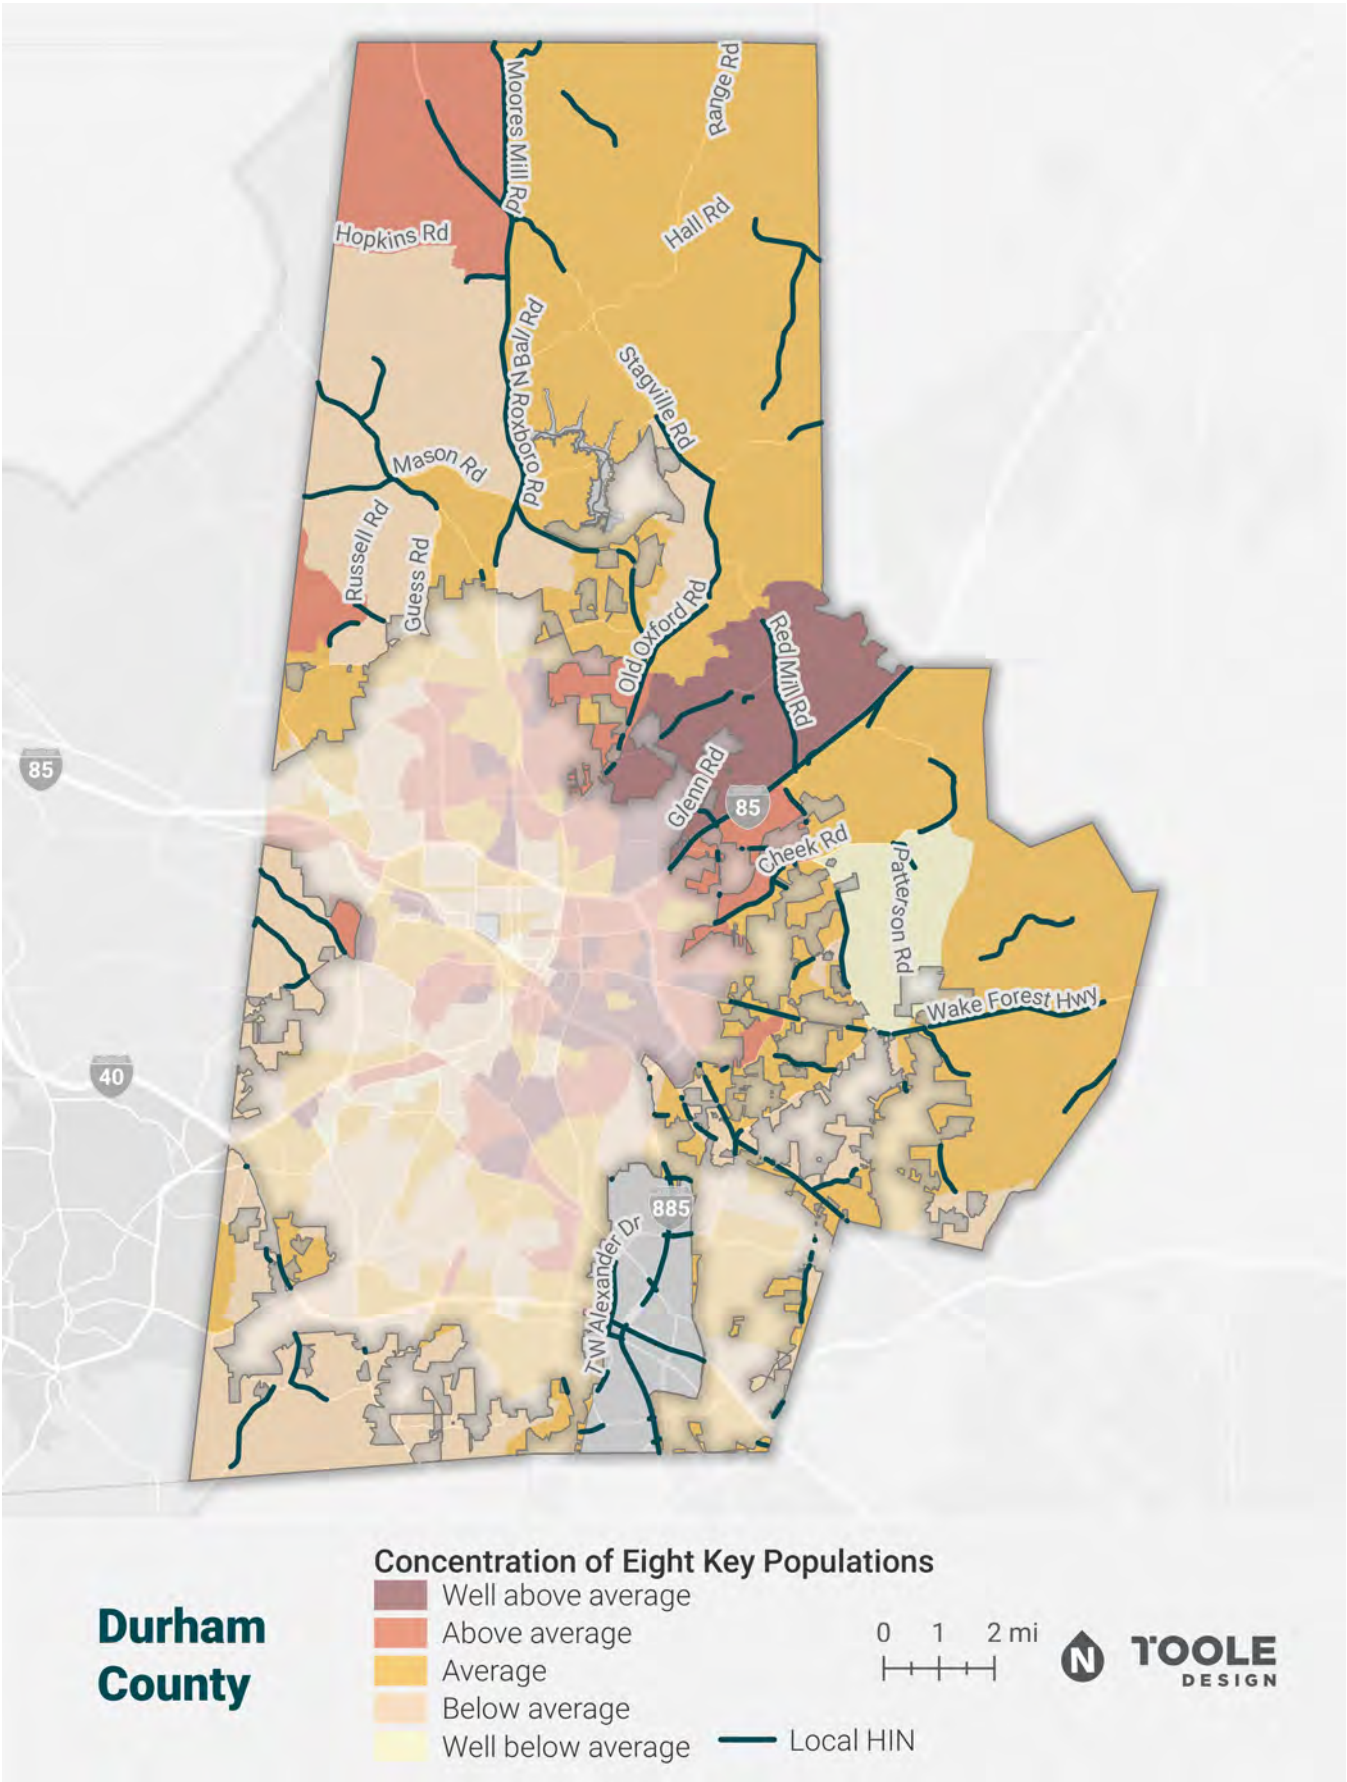 Moores Mill Rd
Range Rd
Hopkins Rd
Hall Rd
Ball Rd
N Roxboro Rd
Stagville Rd
Mason Rd
Russell Rd
Guess Rd
Old Oxford Rd
Red Mill Rd
85
Glenn Rd
85
Cheek Rd
Patterson Rd
Wake Forest Hwy
40
885
T W Alexander Dr
Concentration of Eight Key Populations
Well above average
Above average
Average
Below average
Well below average
Local HIN
Durham
County
0 1 2 mi
N
TOOLE
DESIGN